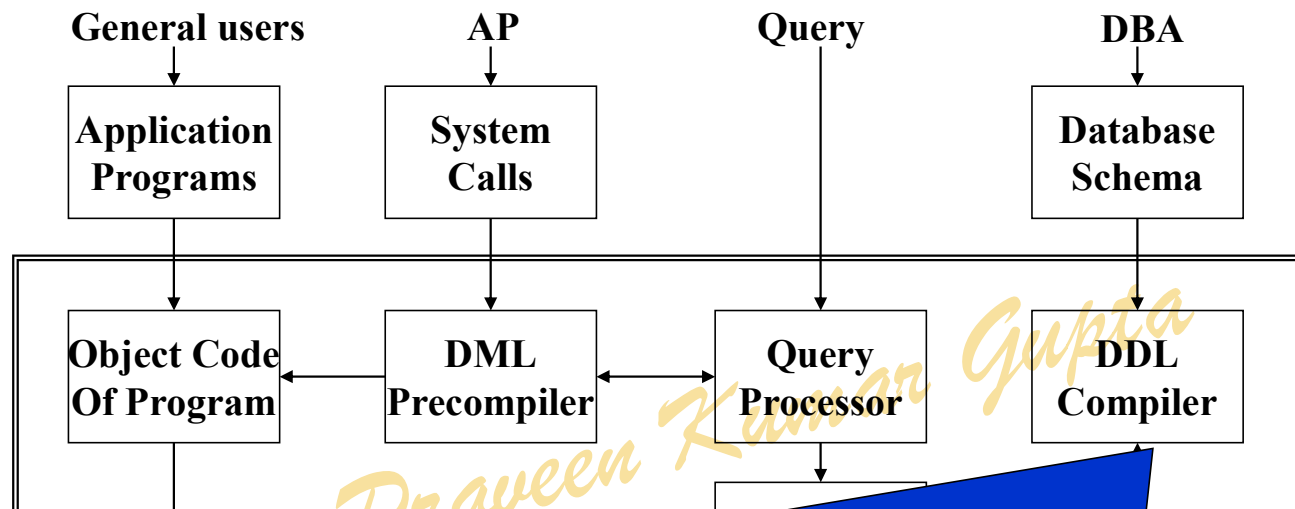 General users AP Query DBA
Application
Programs
System
Calls
Database
Schema
Object Code
Of Program
DML
Precompiler
Query
Processor
DDL
Compiler
Praveen Kumar Gupta